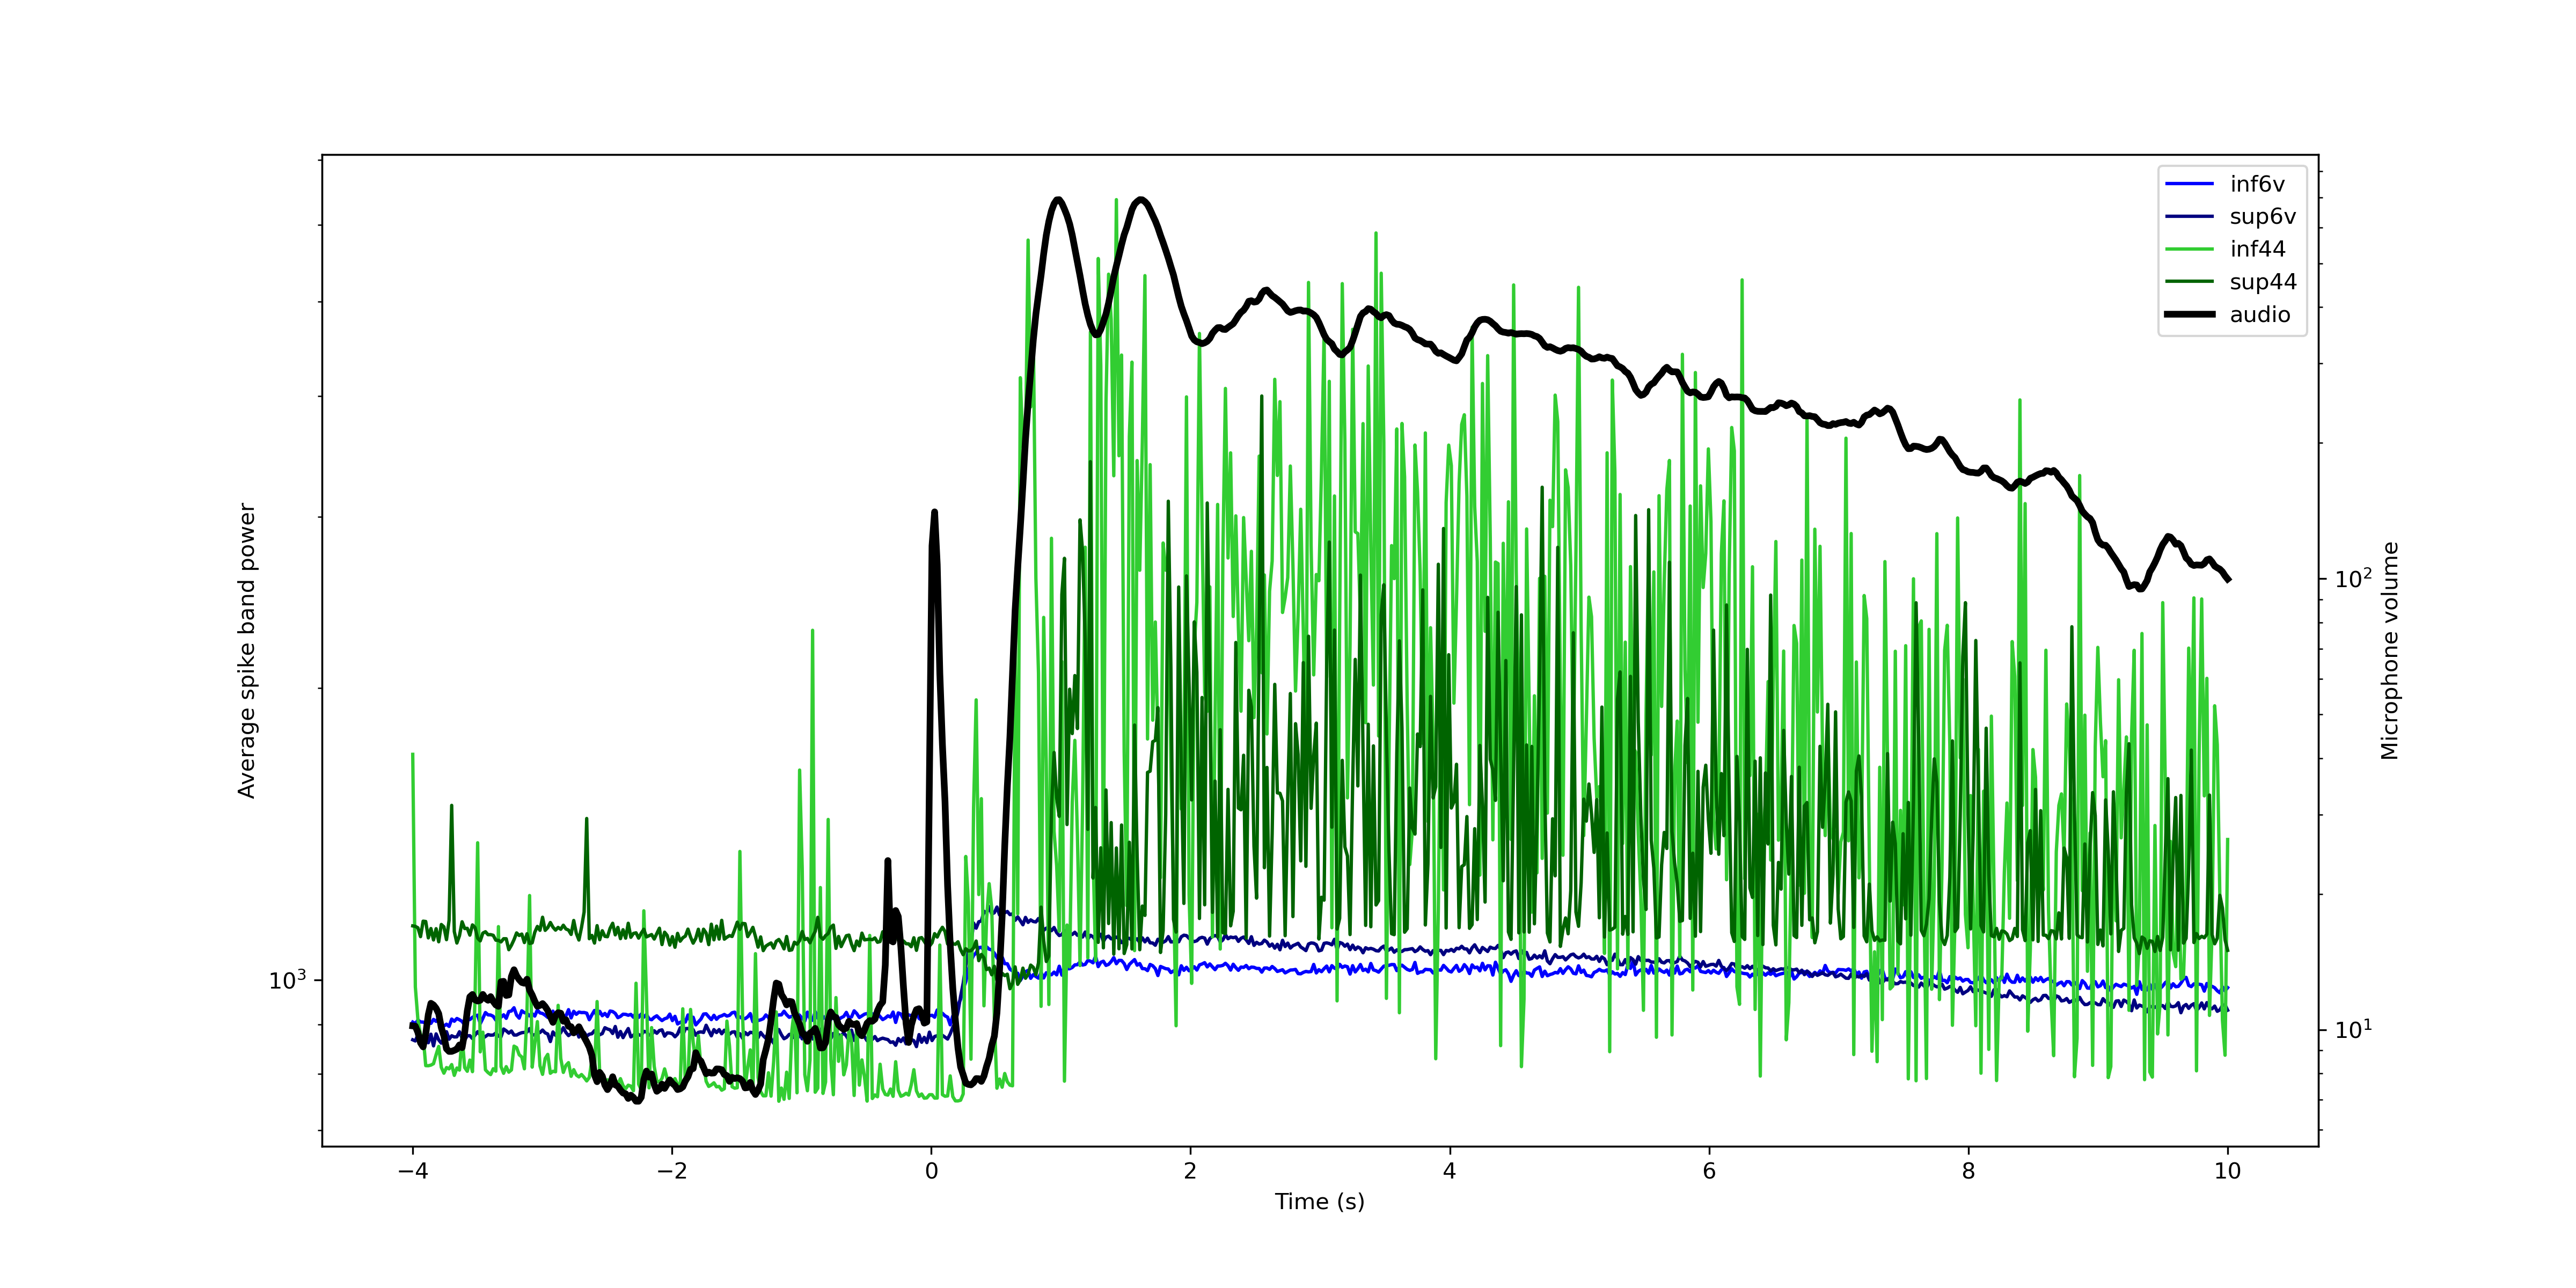 inf6v
sup6v
inf44
sup44
audio
Average spike band power
10³
Microphone volume
10²
10¹
−4
−2
0
2
4
6
8
10
Time (s)